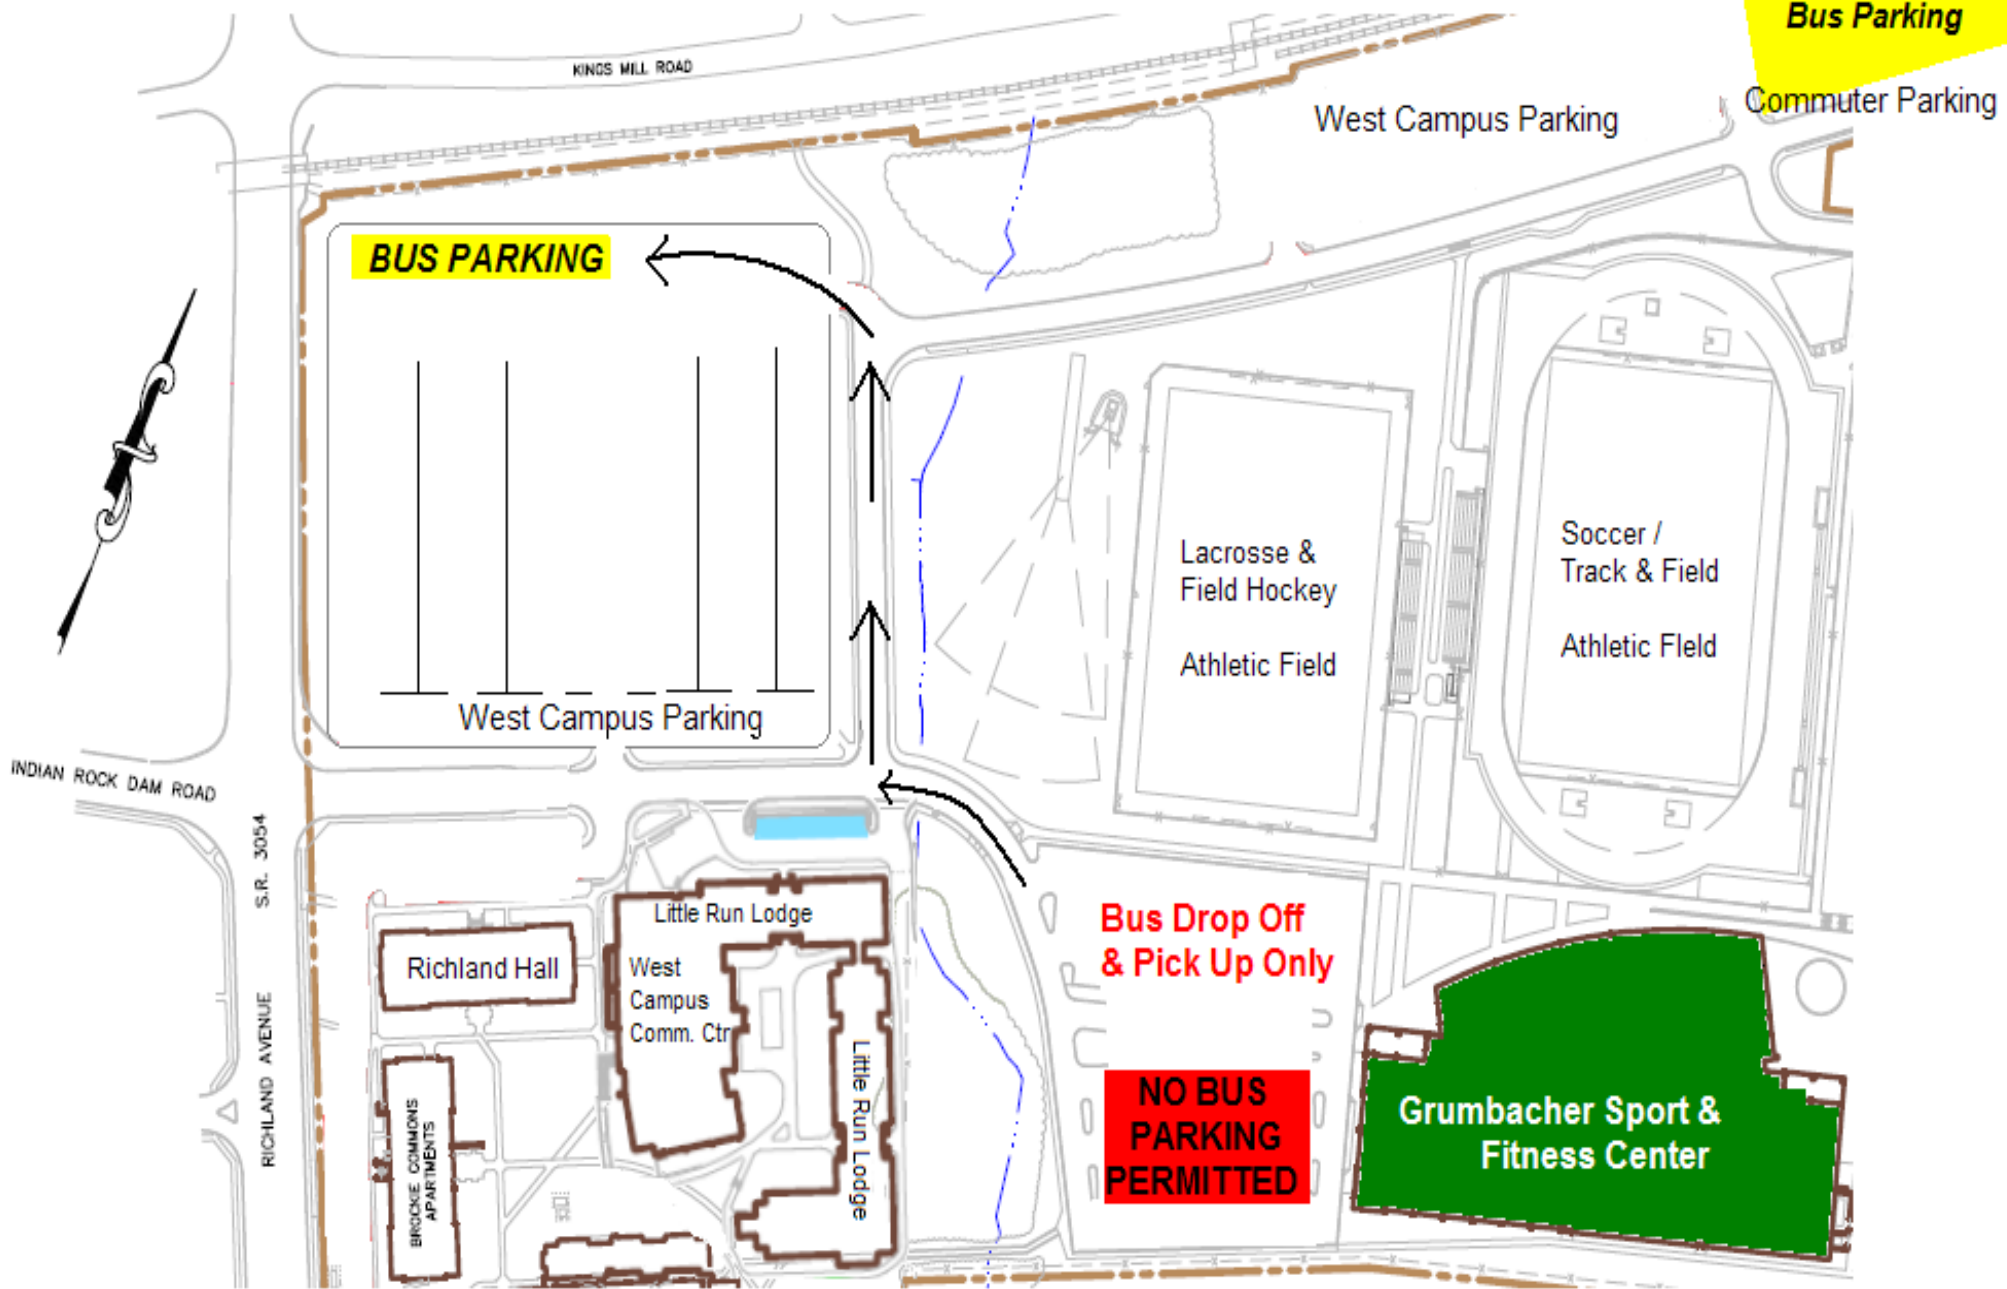 Bus Parking
KINGS MILL ROAD
West Campus Parking
Commuter Parking
BUS PARKING
Lacrosse &
Field Hockey
Athletic Field
Soccer /
Track & Field
Athletic FIeld
West Campus Parking
INDIAN ROCK DAM ROAD
S.R. 3054
RICHLAND AVENUE
Little Run Lodge
Richland Hall
West
Campus
Comm. Ctr
Little Run Lodge
BROCKIE COMMONS
APARTMENTS
Bus Drop Off
& Pick Up Only
NO BUS
PARKING
PERMITTED
Grumbacher Sport &
Fitness Center